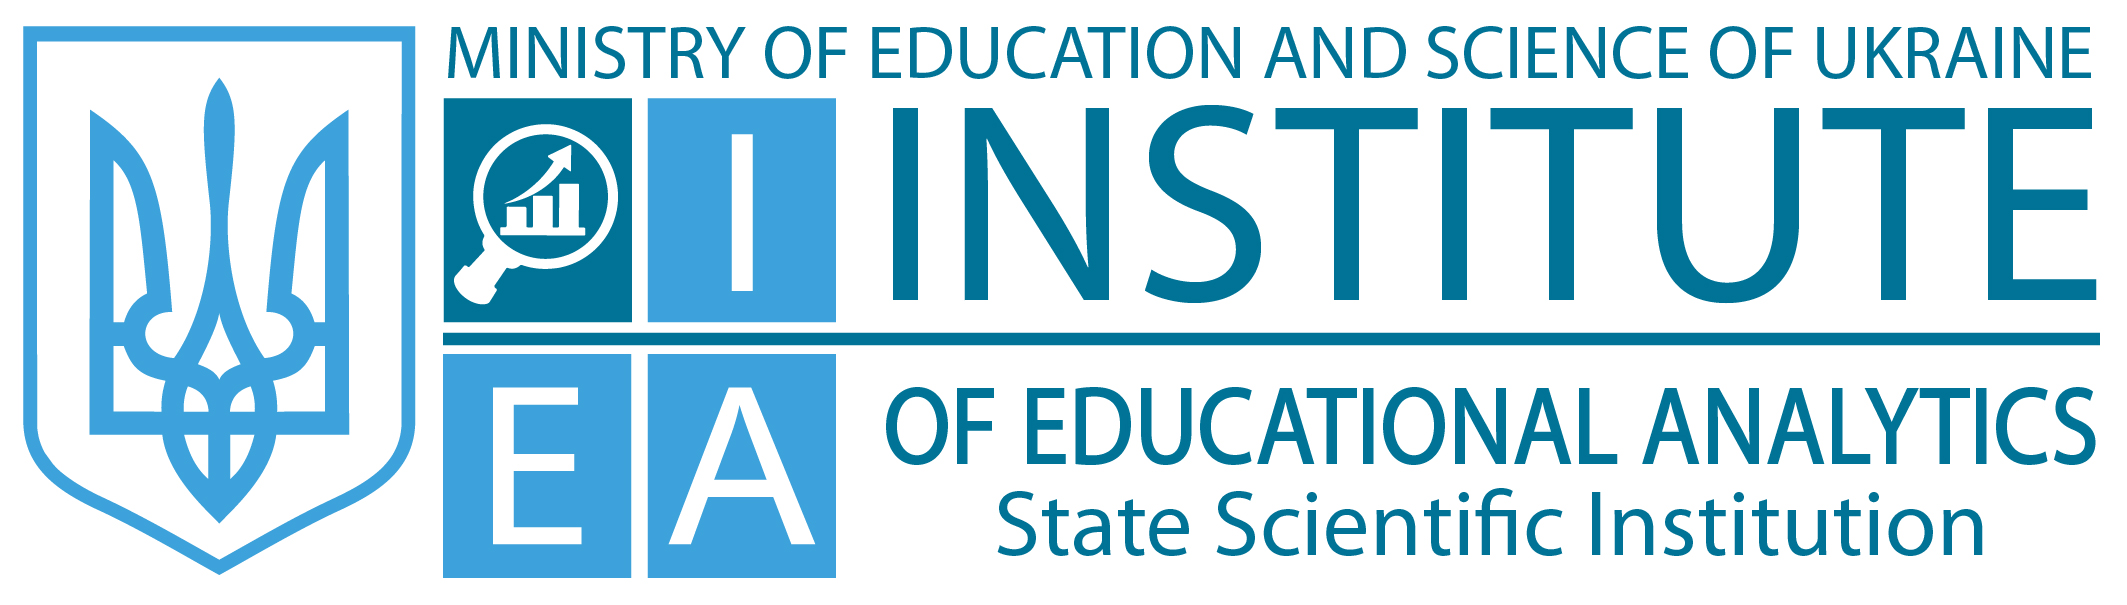 MINISTRY OF EDUCATION AND SCIENCE OF UKRAINE
I
INSTITUTE
E A
OF EDUCATIONAL ANALYTICS
State Scientific Institution